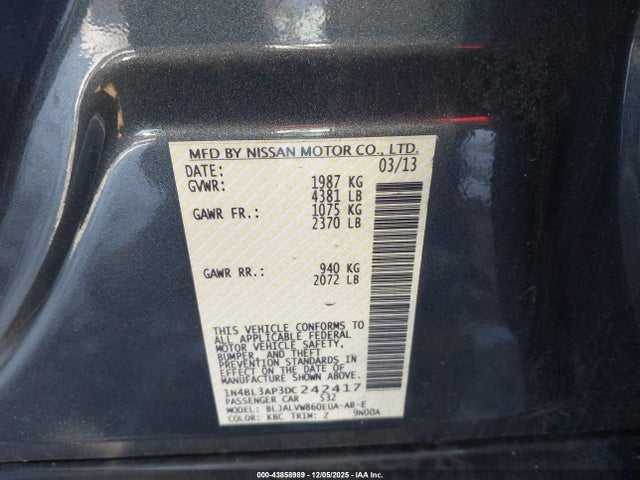 MFD BY NISSAN MOTOR CO., LTD.
DATE: 03/13
GVWR: 1987 KG
4381 LB
GAWR FR.: 1075 KG
2370 LB
GAWR RR.: 940 KG
2072 LB
THIS VEHICLE CONFORMS TO
ALL APPLICABLE FEDERAL
MOTOR VEHICLE SAFETY,
BUMPER, AND THEFT
PREVENTION STANDARDS IN
EFFECT ON THE DATE OF
MANUFACTURE SHOWN ABOVE.
1N4BL3AP3DC242417
PASSENGER CAR 532
MODEL: BLJALVW860EUA-AB-E
COLOR: KBC TRIM: Z 9N00A
000-43858989 - 12/05/2025 - IAA Inc.